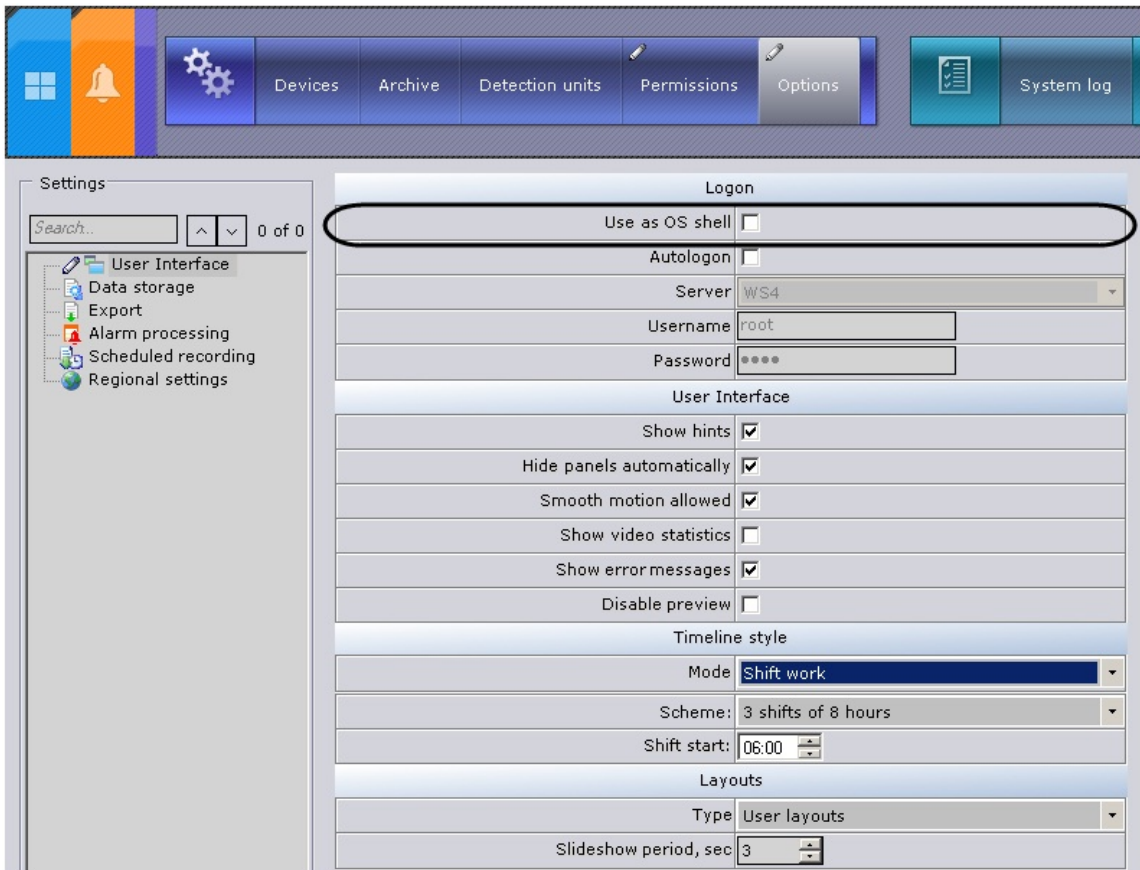 Devices Archive Detection units Permissions Options System log
Settings
Search... 0 of 0
User Interface
Data storage
Export
Alarm processing
Scheduled recording
Regional settings
Logon
Use as OS shell
Autologon
Server WS4
Username root
Password ●●●●
User Interface
Show hints
Hide panels automatically
Smooth motion allowed
Show video statistics
Show error messages
Disable preview
Timeline style
Mode Shift work
Scheme: 3 shifts of 8 hours
Shift start: 06:00
Layouts
Type User layouts
Slideshow period, sec 3